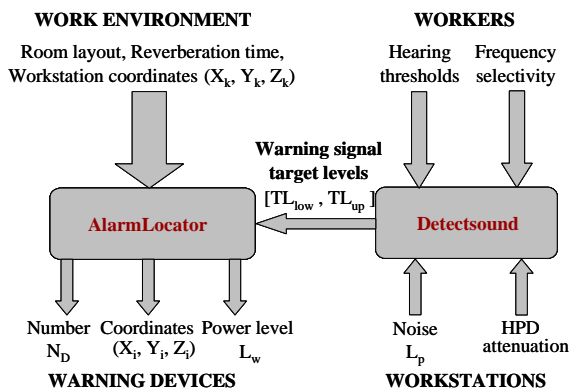 WORK ENVIRONMENT
Room layout, Reverberation time,
Workstation coordinates (Xk, Yk, Zk)
WORKERS
Hearing
thresholds
Frequency
selectivity
Warning signal
target levels
[TLlow , TLup ]
AlarmLocator
Detectsound
Number
ND
Coordinates
(Xi, Yi, Zi)
Power level
Lw
WARNING DEVICES
Noise
Lp
HPD
attenuation
WORKSTATIONS